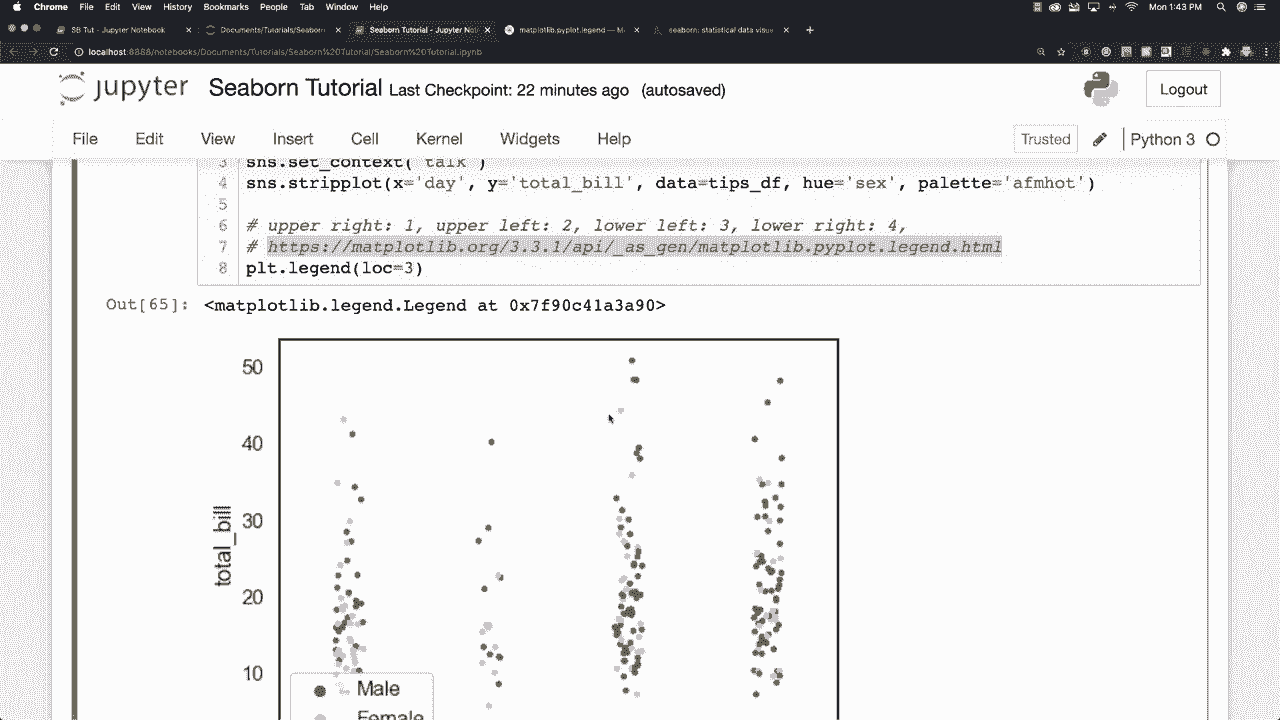 Chrome File Edit View History Bookmarks Profiles Tab Window Help Mon 1:43 PM
SB Tut - Jupyter Notebook Documents/Tutorials/Seaborn Seaborn Tutorial - Jupyter Not matplotlib.pyplot.legend — M seaborn: statistical data visua
localhost:8888/notebooks/Documents/Tutorials/Seaborn%20Tutorial/Seaborn%20Tutorial.ipynb
jupyter Seaborn Tutorial Last Checkpoint: 22 minutes ago (autosaved) Logout
File Edit View Insert Cell Kernel Widgets Help Trusted Python 3
3 sns.set_context('talk')
4 sns.stripplot(x='day', y='total_bill', data=tips_df, hue='sex', palette='afmhot')
5
6 # upper right: 1, upper left: 2, lower left: 3, lower right: 4,
7 # https://matplotlib.org/3.3.1/api/_as_gen/matplotlib.pyplot.legend.html
8 plt.legend(loc=3)
Out[65]: <matplotlib.legend.Legend at 0x7f90c41a3a90>
50
40
30
20
10
total_bill
Male
Female